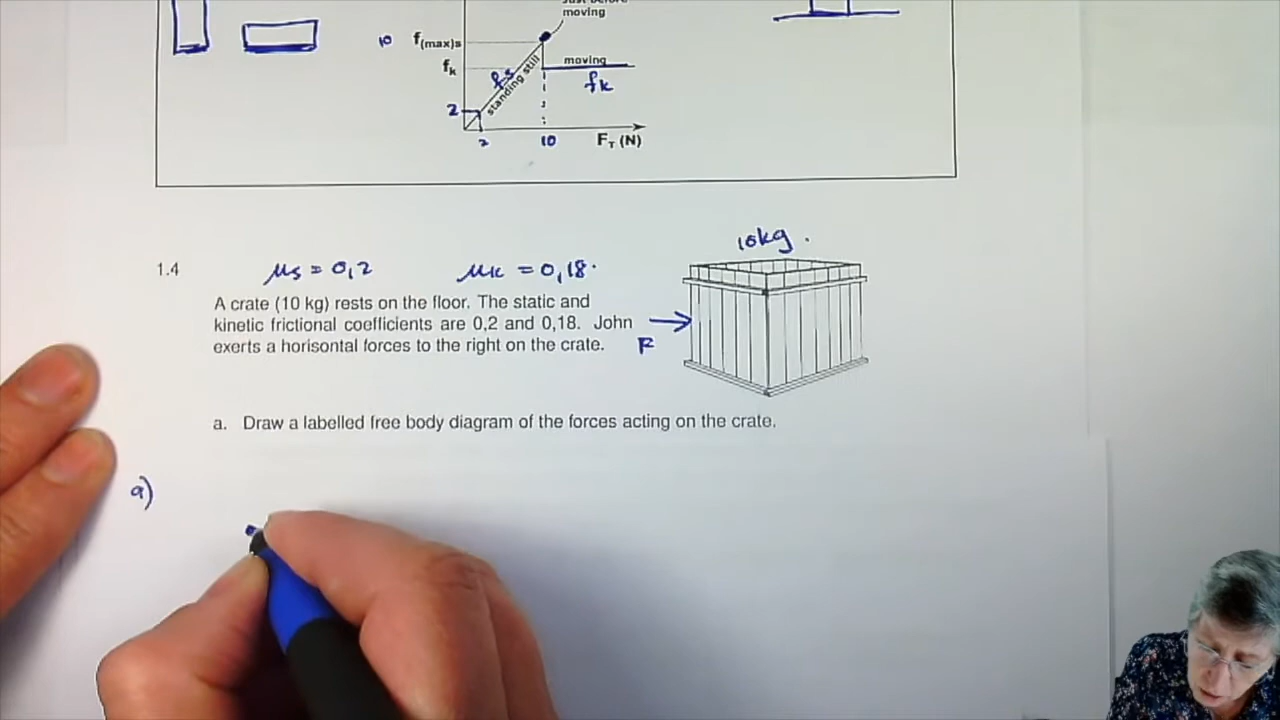 just before
moving
10 f(max)s
fk
moving
fs
standing still
fk
2
2
10
FT (N)
10kg.
1.4
μs = 0,2
μk = 0,18.
A crate (10 kg) rests on the floor. The static and
kinetic frictional coefficients are 0,2 and 0,18. John
exerts a horisontal forces to the right on the crate.
F
a. Draw a labelled free body diagram of the forces acting on the crate.
a)